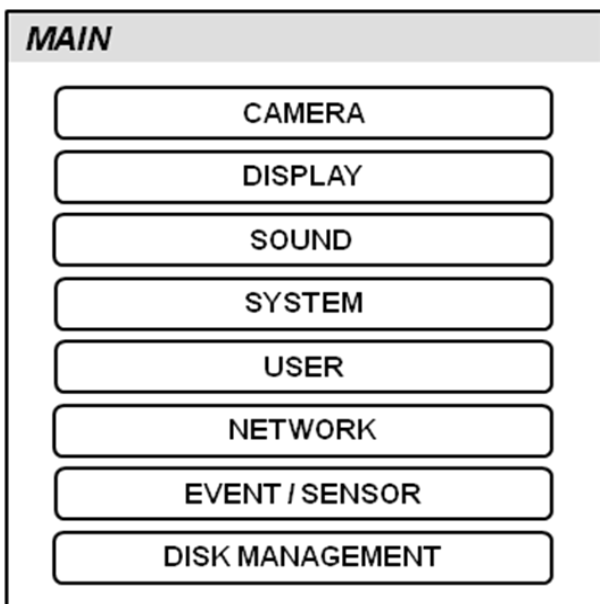 MAIN
CAMERA
DISPLAY
SOUND
SYSTEM
USER
NETWORK
EVENT / SENSOR
DISK MANAGEMENT